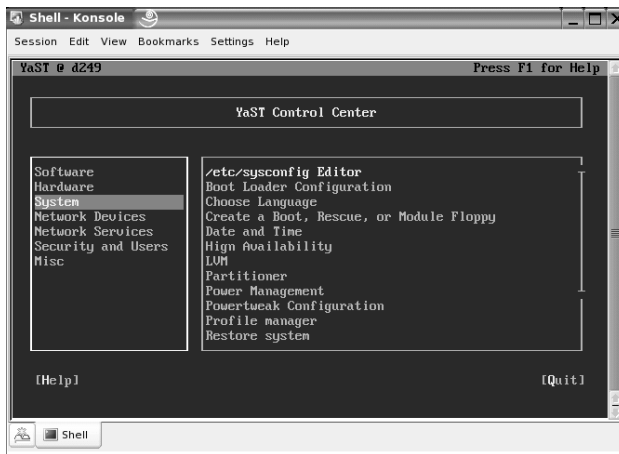 Shell - Konsole
Session Edit View Bookmarks Settings Help
YaST @ d249 Press F1 for Help
YaST Control Center
Software
Hardware
System
Network Devices
Network Services
Security and Users
Misc
/etc/sysconfig Editor
Boot Loader Configuration
Choose Language
Create a Boot, Rescue, or Module Floppy
Date and Time
Hign Availability
LVM
Partitioner
Power Management
Powertweak Configuration
Profile manager
Restore system
[Help] [Quit]
Shell